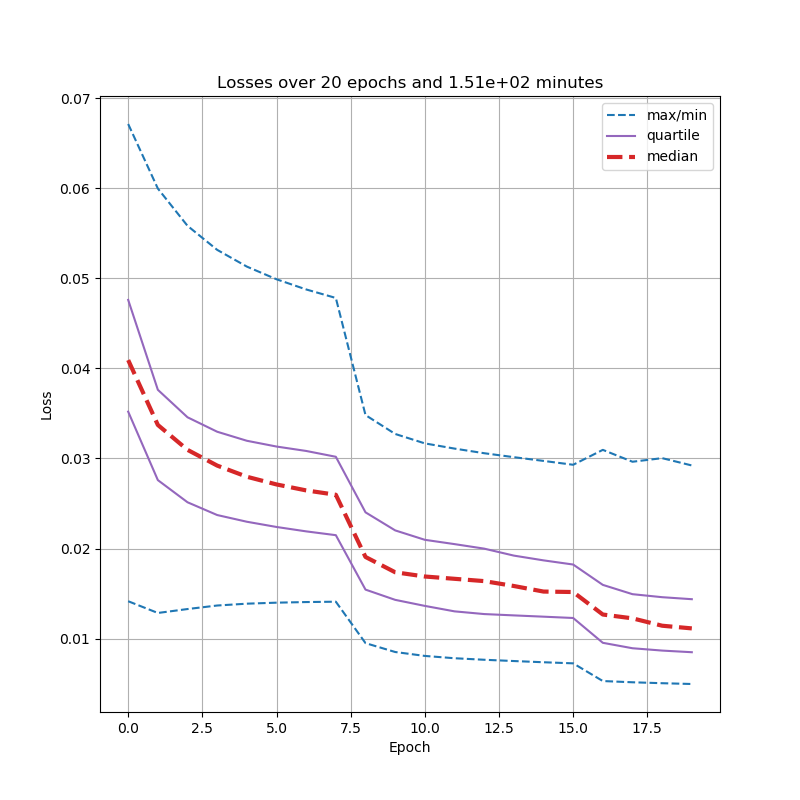 Losses over 20 epochs and 1.51e+02 minutes
max/min
quartile
median
0.07
0.06
0.05
0.04
0.03
0.02
0.01
Loss
0.0 2.5 5.0 7.5 10.0 12.5 15.0 17.5
Epoch